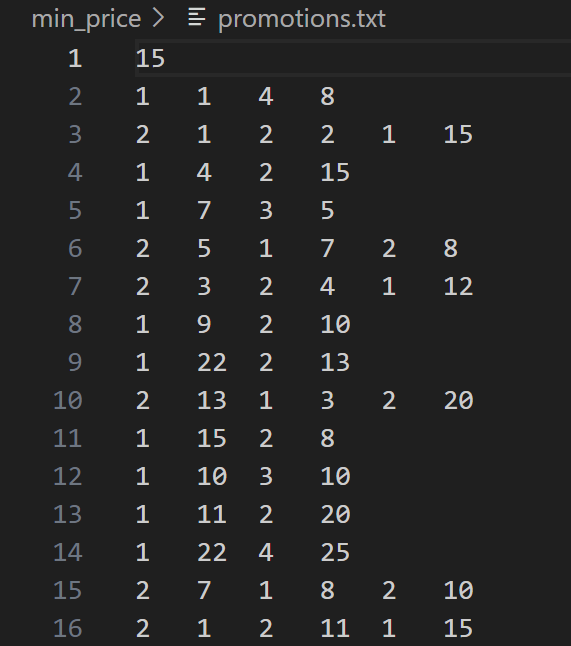 min_price > promotions.txt
1 15
2 1 1 4 8
3 2 1 2 2 1 15
4 1 4 2 15
5 1 7 3 5
6 2 5 1 7 2 8
7 2 3 2 4 1 12
8 1 9 2 10
9 1 22 2 13
10 2 13 1 3 2 20
11 1 15 2 8
12 1 10 3 10
13 1 11 2 20
14 1 22 4 25
15 2 7 1 8 2 10
16 2 1 2 11 1 15